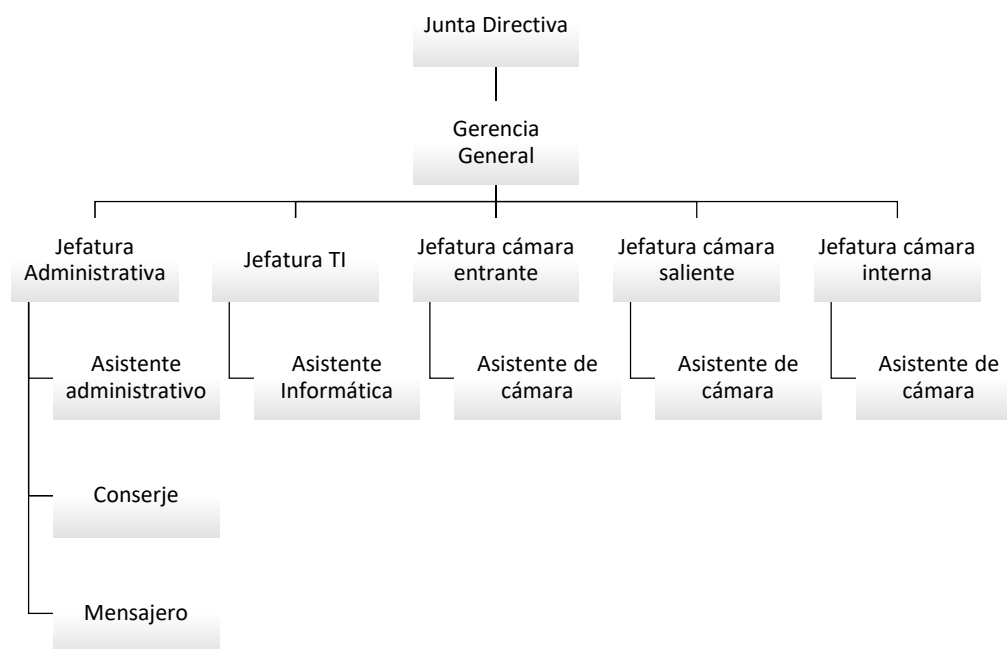 Junta Directiva
Gerencia
General
Jefatura
Administrativa
Jefatura TI
Jefatura cámara
entrante
Jefatura cámara
saliente
Jefatura cámara
interna
Asistente
administrativo
Asistente
Informática
Asistente de
cámara
Asistente de
cámara
Asistente de
cámara
Conserje
Mensajero